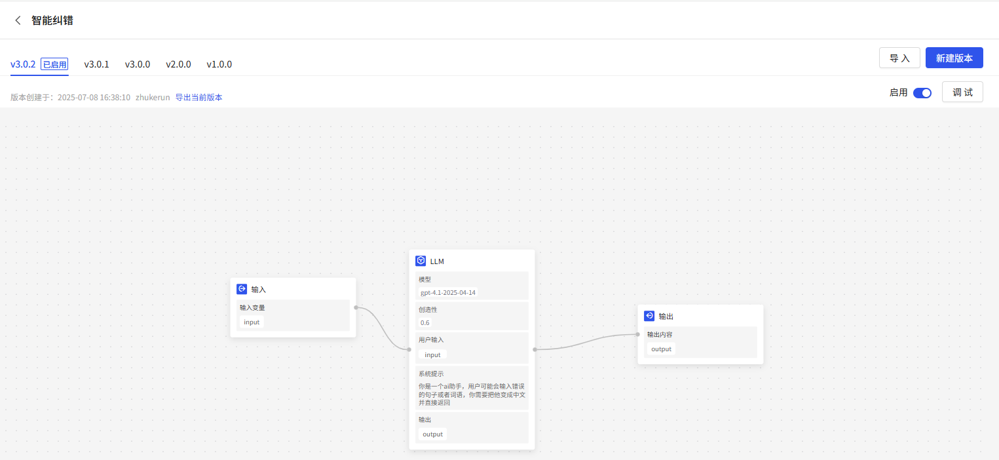 智能纠错
v3.0.2 已启用 v3.0.1 v3.0.0 v2.0.0 v1.0.0
导 入 新建版本
版本创建于：2025-07-08 16:38:10 zhukerun 导出当前版本
启用 调 试
输入
输入变量
input
LLM
模型
gpt-4.1-2025-04-14
创造性
0.6
用户输入
input
系统提示
你是一个ai助手，用户可能会输入错误
的句子或者词语，你需要把他变成中文
并直接返回
输出
output
输出
输出内容
output